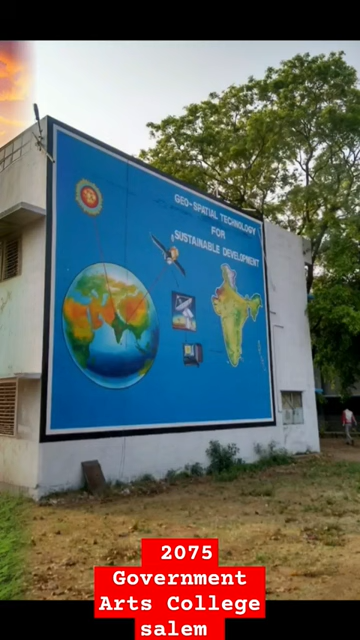 GEO-SPATIAL TECHNOLOGY
FOR
SUSTAINABLE DEVELOPMENT
2075
Government
Arts College
salem